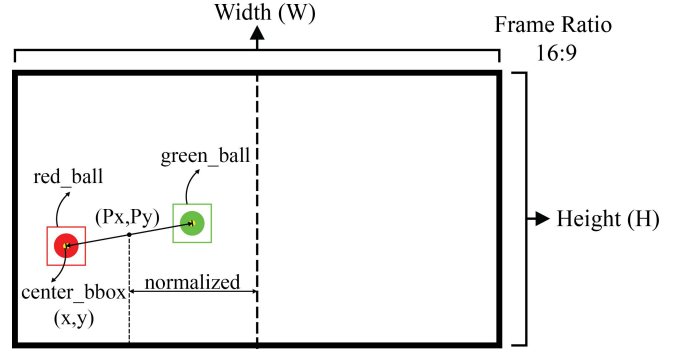 Width (W)
Frame Ratio
16:9
green_ball
red_ball
(Px,Py)
Height (H)
normalized
center_bbox
(x,y)